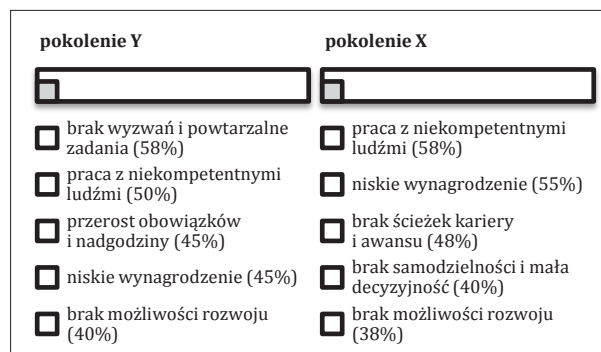 pokolenie Y
brak wyzwań i powtarzalne
zadania (58%)
praca z niekompetentnymi
ludźmi (50%)
przerost obowiązków
i nadgodziny (45%)
niskie wynagrodzenie (45%)
brak możliwości rozwoju
(40%)
pokolenie X
praca z niekompetentnymi
ludźmi (58%)
niskie wynagrodzenie (55%)
brak ścieżek kariery
i awansu (48%)
brak samodzielności i mała
decyzyjność (40%)
brak możliwości rozwoju
(38%)